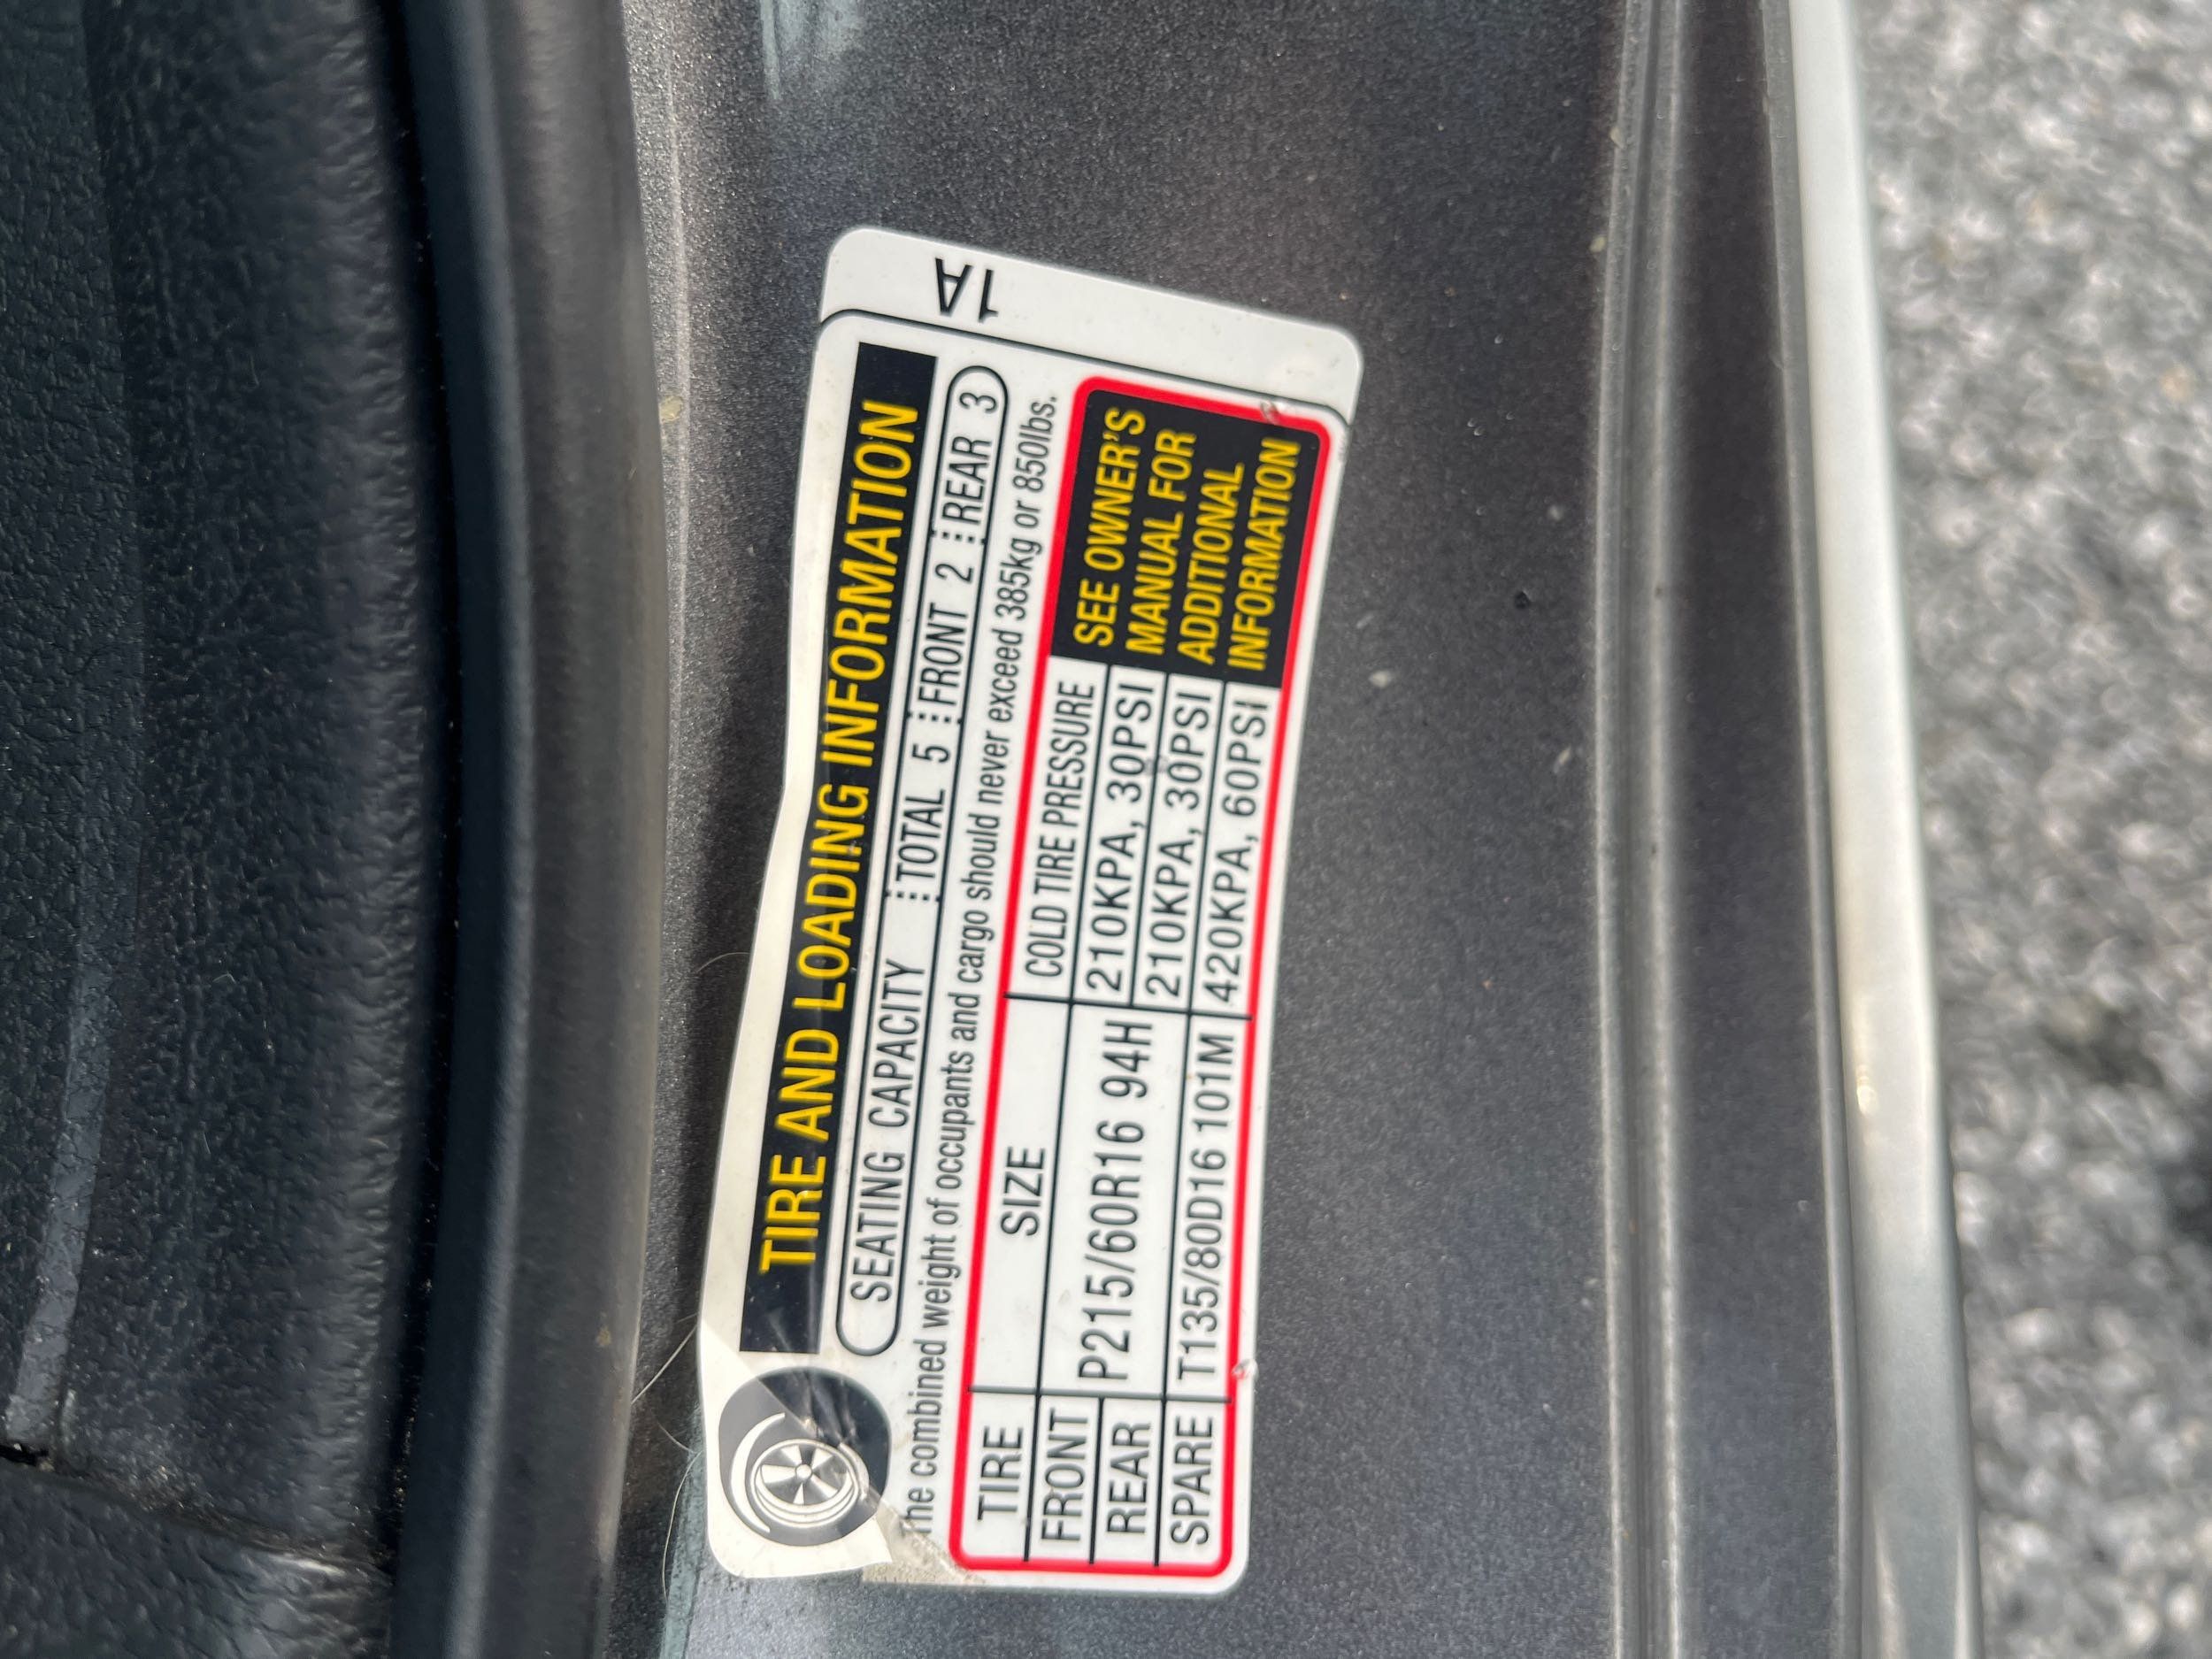 1A
TIRE AND LOADING INFORMATION
SEATING CAPACITY TOTAL 5 FRONT 2 REAR 3
he combined weight of occupants and cargo should never exceed 385kg or 850lbs.
TIRE SIZE COLD TIRE PRESSURE
FRONT P215/60R16 94H 210KPA, 30PSI
REAR 210KPA, 30PSI
SPARE T135/80D16 101M 420KPA, 60PSI
SEE OWNER'S
MANUAL FOR
ADDITIONAL
INFORMATION